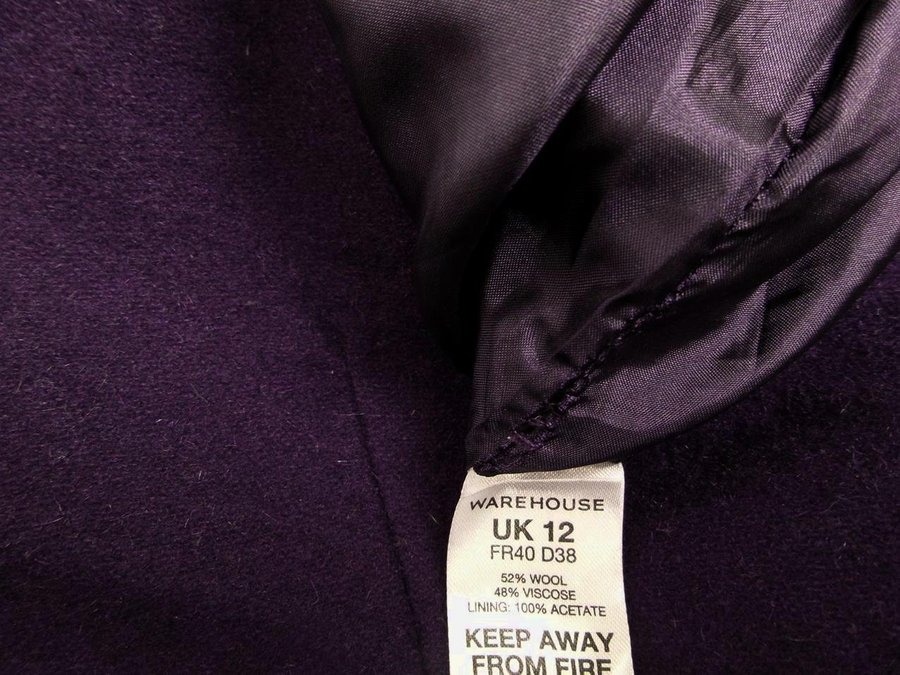 WAREHOUSE
UK 12
FR40 D38
52% WOOL
48% VISCOSE
LINING: 100% ACETATE
KEEP AWAY
FROM FIRE